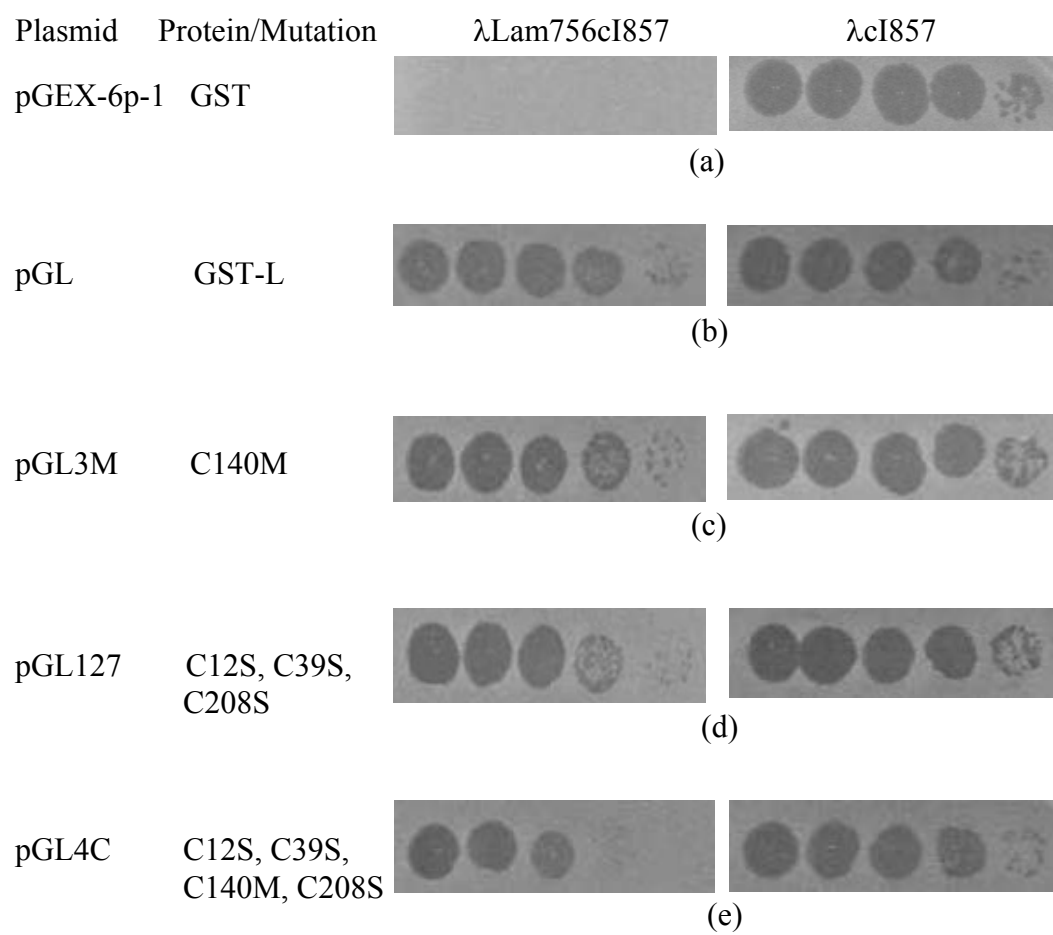 Plasmid Protein/Mutation λLam756cI857 λcI857
pGEX-6p-1 GST
(a)
pGL GST-L
(b)
pGL3M C140M
(c)
pGL127 C12S, C39S,
C208S
(d)
pGL4C C12S, C39S,
C140M, C208S
(e)